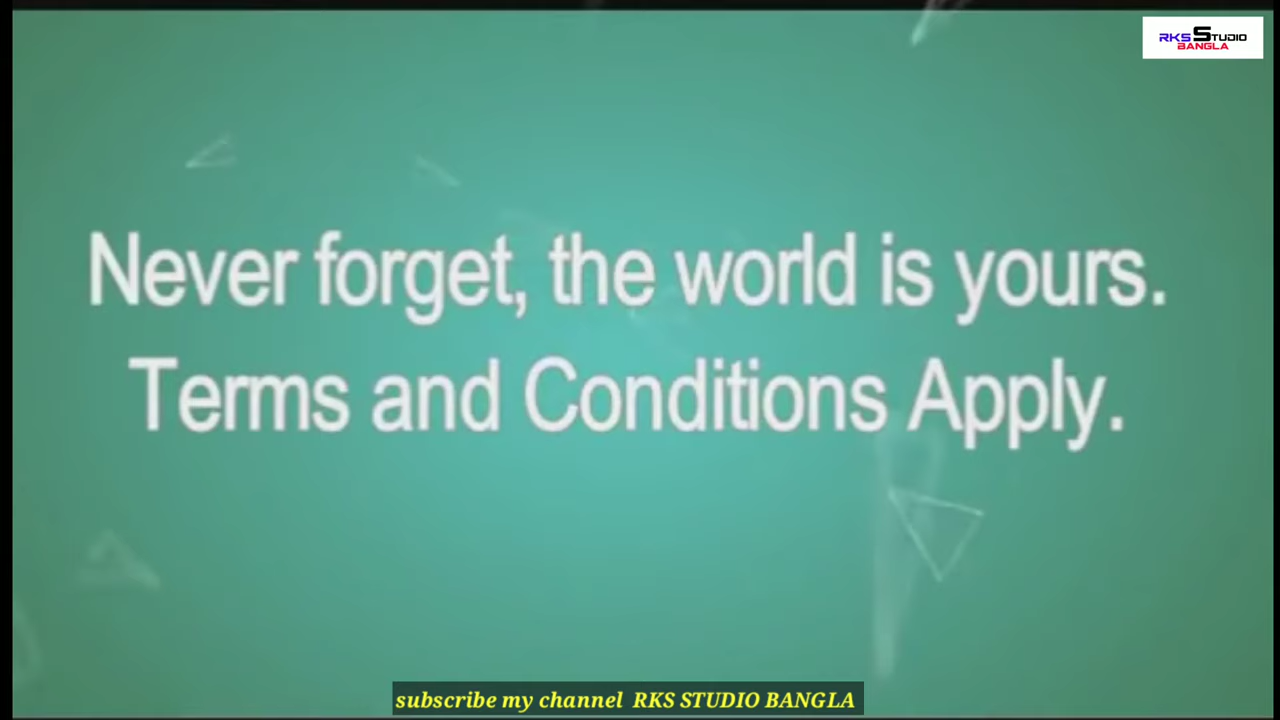 RKS STUDIO
BANGLA
Never forget, the world is yours.
Terms and Conditions Apply.
subscribe my channel RKS STUDIO BANGLA